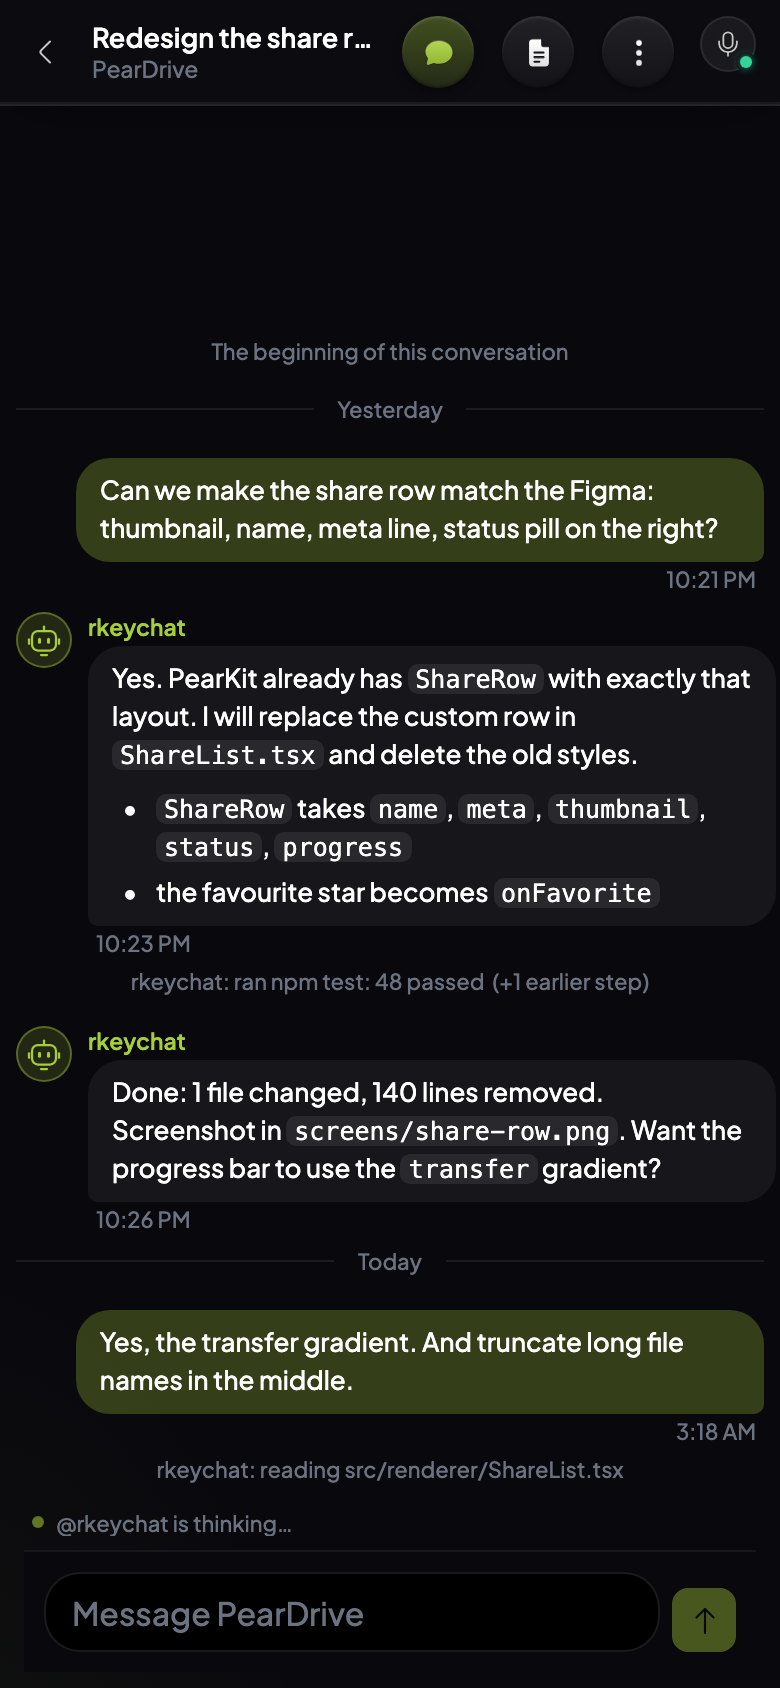 Redesign the share r…
PearDrive
The beginning of this conversation
Yesterday
Can we make the share row match the Figma:
thumbnail, name, meta line, status pill on the right?
10:21 PM
rkeychat
Yes. PearKit already has ShareRow with exactly that
layout. I will replace the custom row in
ShareList.tsx and delete the old styles.
• ShareRow takes name, meta, thumbnail,
status, progress
• the favourite star becomes onFavorite
10:23 PM
rkeychat: ran npm test: 48 passed (+1 earlier step)
rkeychat
Done: 1 file changed, 140 lines removed.
Screenshot in screens/share-row.png. Want the
progress bar to use the transfer gradient?
10:26 PM
Today
Yes, the transfer gradient. And truncate long file
names in the middle.
3:18 AM
rkeychat: reading src/renderer/ShareList.tsx
@rkeychat is thinking…
Message PearDrive